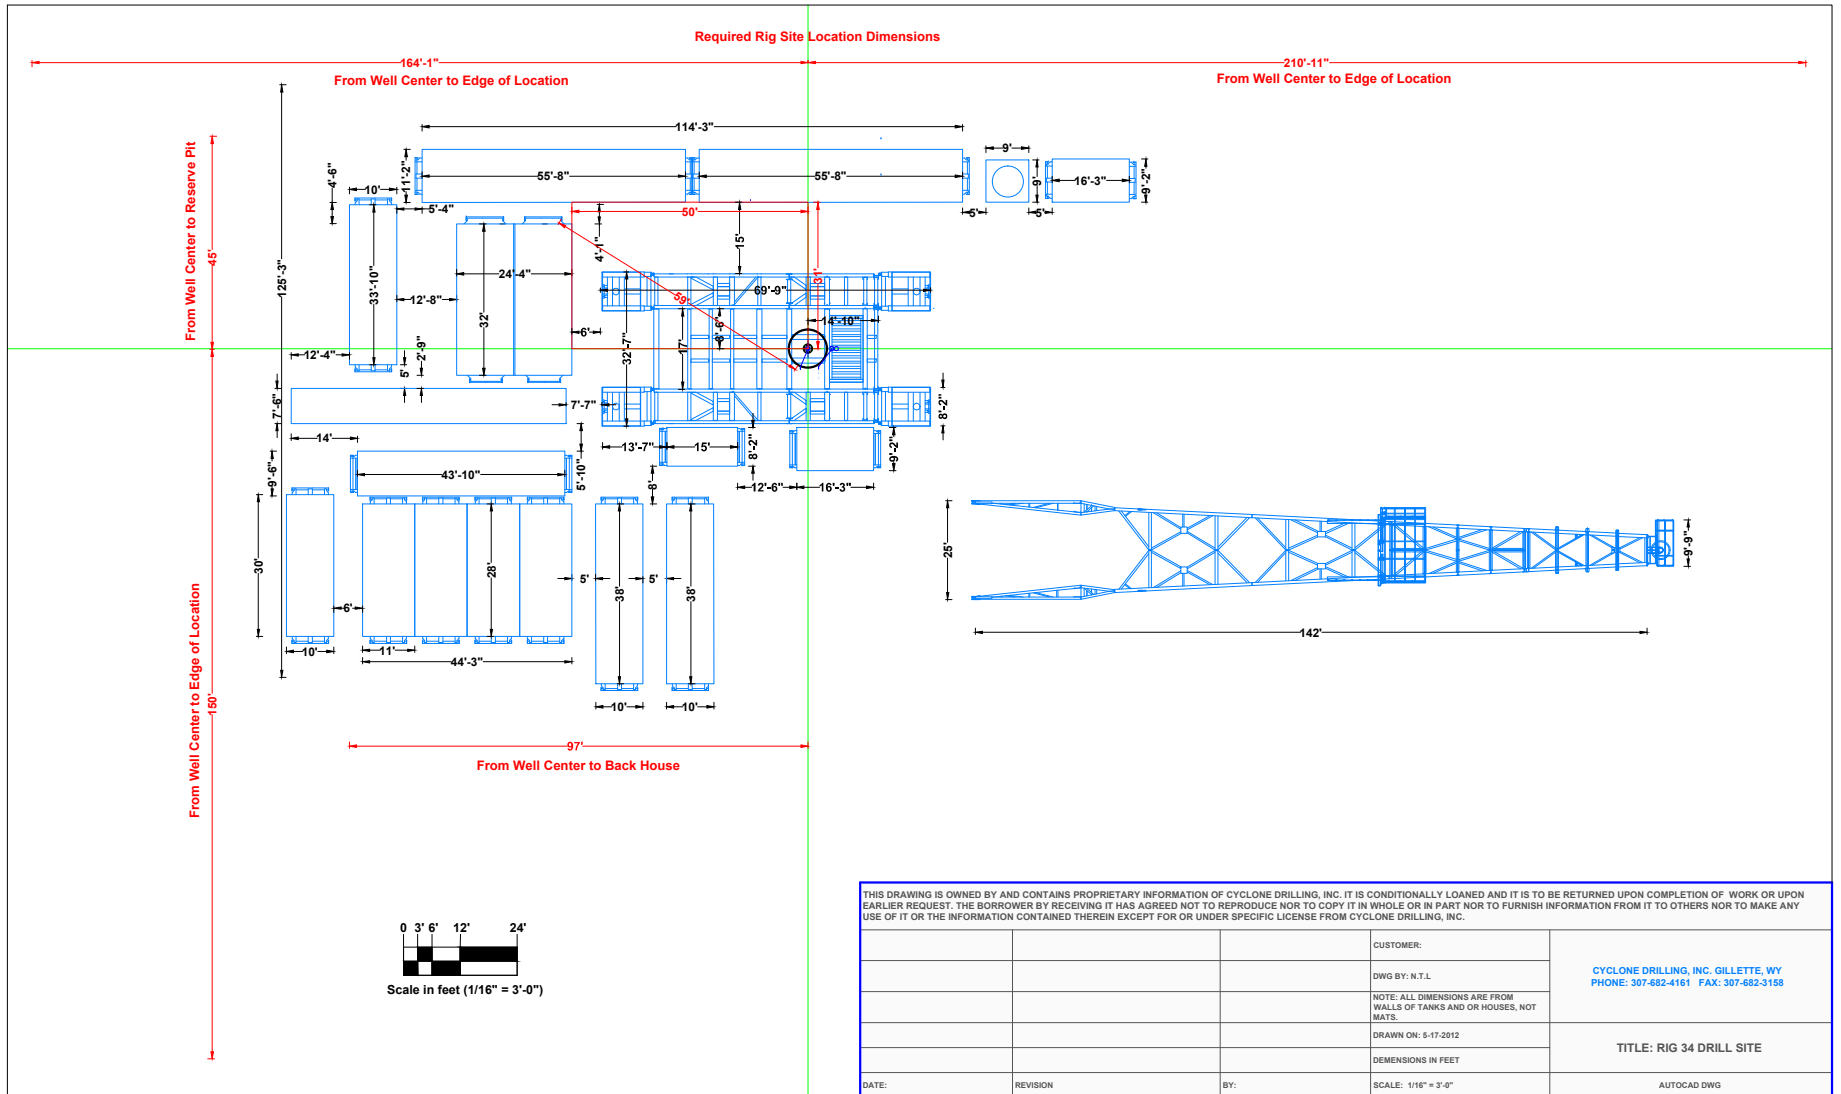 Required Rig Site Location Dimensions
164'-1"
210'-11"
From Well Center to Edge of Location
From Well Center to Edge of Location
114'-3"
From Well Center to Reserve Pit
45'
125'-3"
4'-6"
10'
11'-2"
55'-8"
55'-8"
9'
9'
16'-3"
9'-2"
5'-4"
5'
5'
50'
4'-1"
15'
31'
33'-10"
24'-4"
12'-8"
32'
59'
69'-9"
14'-10"
6'
32'-7"
17'
8'-6"
12'-4"
5'
2'-9"
7'-6"
7'-7"
8'-2"
14'
13'-7"
15'
8'-2"
9'-2"
9'-6"
43'-10"
5'-10"
8'
12'-6"
16'-3"
30'
28'
5'
38'
5'
38'
6'
10'
11'
44'-3"
10'
10'
25'
9'-9"
142'
From Well Center to Edge of Location
150'
97'
From Well Center to Back House
0 3' 6' 12' 24'
Scale in feet (1/16" = 3'-0")
THIS DRAWING IS OWNED BY AND CONTAINS PROPRIETARY INFORMATION OF CYCLONE DRILLING, INC. IT IS CONDITIONALLY LOANED AND IT IS TO BE RETURNED UPON COMPLETION OF WORK OR UPON
EARLIER REQUEST. THE BORROWER BY RECEIVING IT HAS AGREED NOT TO REPRODUCE NOR TO COPY IT IN WHOLE OR IN PART NOR TO FURNISH INFORMATION FROM IT TO OTHERS NOR TO MAKE ANY
USE OF IT OR THE INFORMATION CONTAINED THEREIN EXCEPT FOR OR UNDER SPECIFIC LICENSE FROM CYCLONE DRILLING, INC.
CUSTOMER:
DWG BY: N.T.L
NOTE: ALL DIMENSIONS ARE FROM
WALLS OF TANKS AND OR HOUSES, NOT
MATS.
DRAWN ON: 5-17-2012
DEMENSIONS IN FEET
CYCLONE DRILLING, INC. GILLETTE, WY
PHONE: 307-682-4161 FAX: 307-682-3158
TITLE: RIG 34 DRILL SITE
DATE:
REVISION
BY:
SCALE: 1/16" = 3'-0"
AUTOCAD DWG